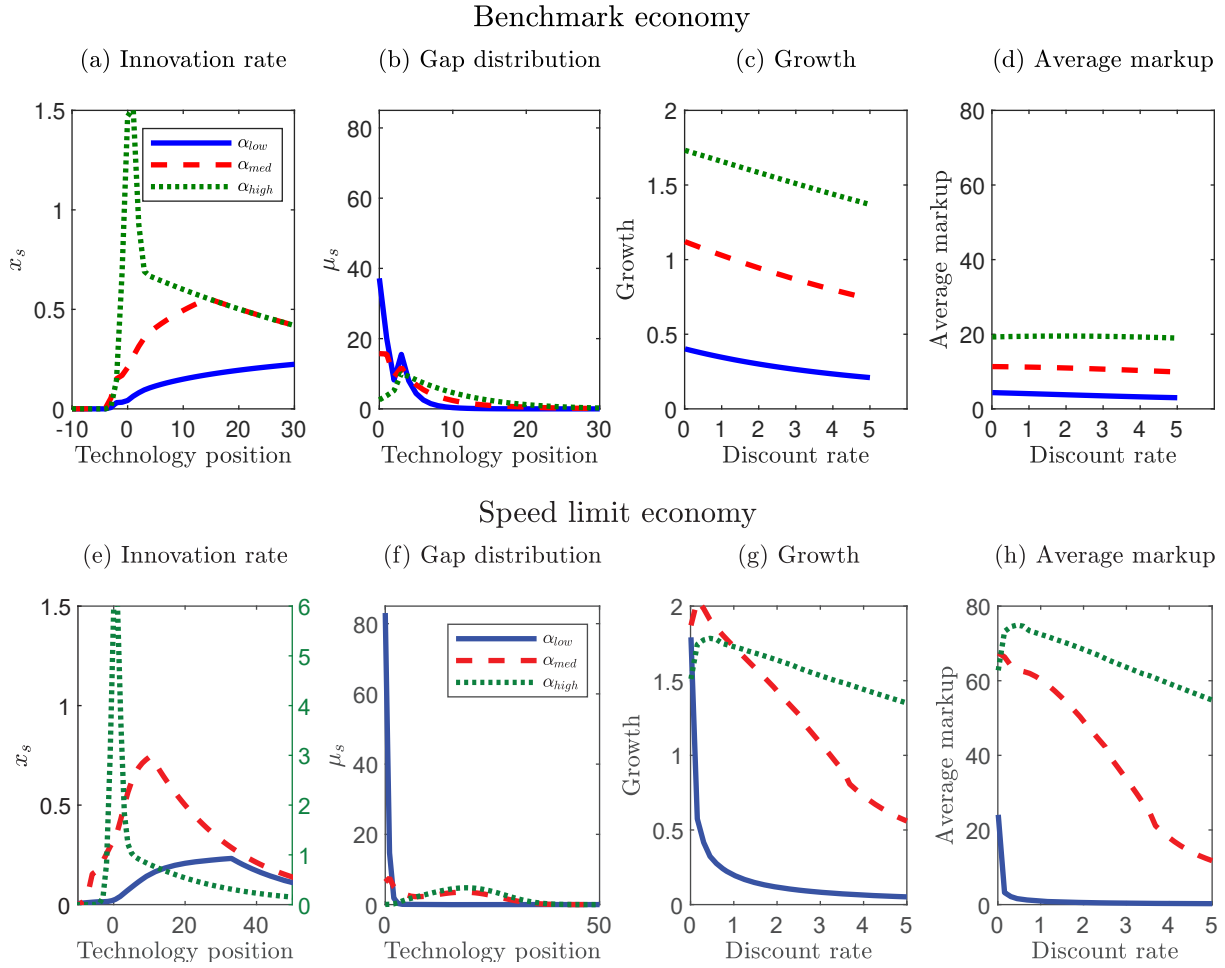 Benchmark economy
(a) Innovation rate
(b) Gap distribution
(c) Growth
(d) Average markup
1.5
1
0.5
0
x_s
α_low
α_med
α_high
-10 0 10 20 30
Technology position
80
60
40
20
0
μ_s
0 10 20 30
Technology position
2
1.5
1
0.5
0
Growth
0 1 2 3 4 5
Discount rate
80
60
40
20
0
Average markup
0 1 2 3 4 5
Discount rate
Speed limit economy
(e) Innovation rate
(f) Gap distribution
(g) Growth
(h) Average markup
1.5
1
0.5
0
x_s
6
5
4
3
2
1
0
0 20 40
Technology position
80
60
40
20
0
μ_s
α_low
α_med
α_high
0 50
Technology position
2
1.5
1
0.5
0
Growth
0 1 2 3 4 5
Discount rate
80
60
40
20
0
Average markup
0 1 2 3 4 5
Discount rate